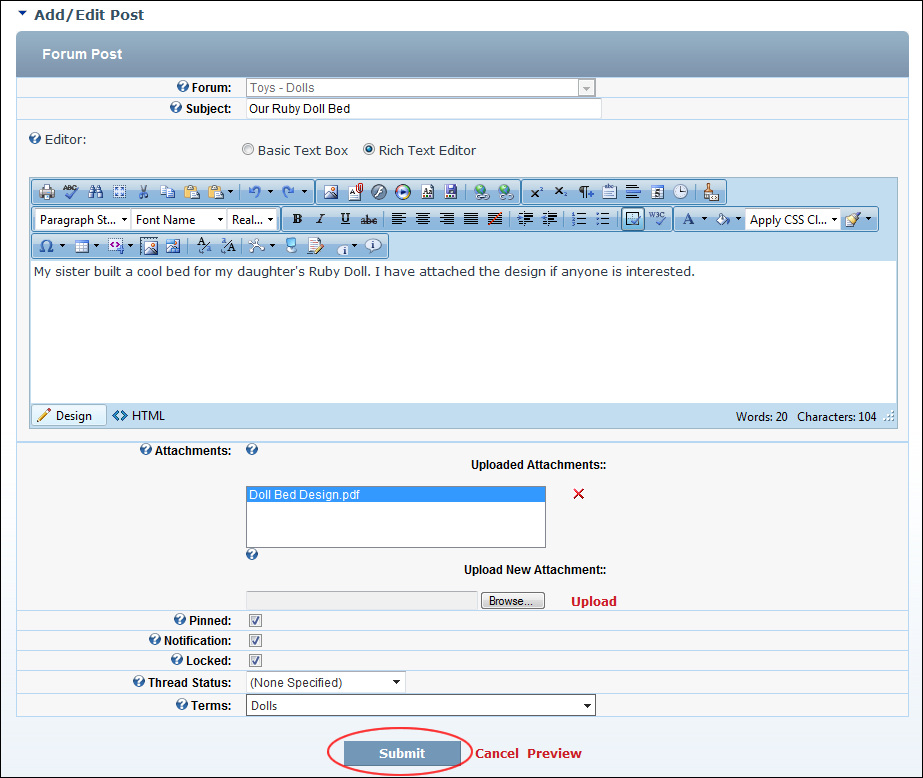 Add/Edit Post
Forum Post
Forum: Toys - Dolls
Subject: Our Ruby Doll Bed
Editor:
Basic Text Box Rich Text Editor
Paragraph St... Font Name Real... B I U abc W3C A Apply CSS Cl...
My sister built a cool bed for my daughter's Ruby Doll. I have attached the design if anyone is interested.
Design HTML Words: 20 Characters: 104
Attachments:
Uploaded Attachments::
Doll Bed Design.pdf
Upload New Attachment::
Browse... Upload
Pinned:
Notification:
Locked:
Thread Status: (None Specified)
Terms: Dolls
Submit Cancel Preview